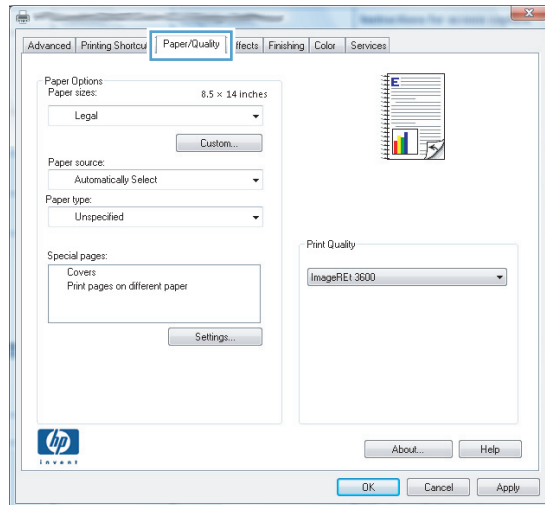 Advanced
Printing Shortcu
Paper/Quality
ffects
Finishing
Color
Services
Paper Options
Paper sizes:
8.5 × 14 inches
Legal
Custom...
Paper source:
Automatically Select
Paper type:
Unspecified
Special pages:
Covers
Print pages on different paper
Settings...
E
Print Quality
ImageREt 3600
hp
invent
About...
Help
OK
Cancel
Apply